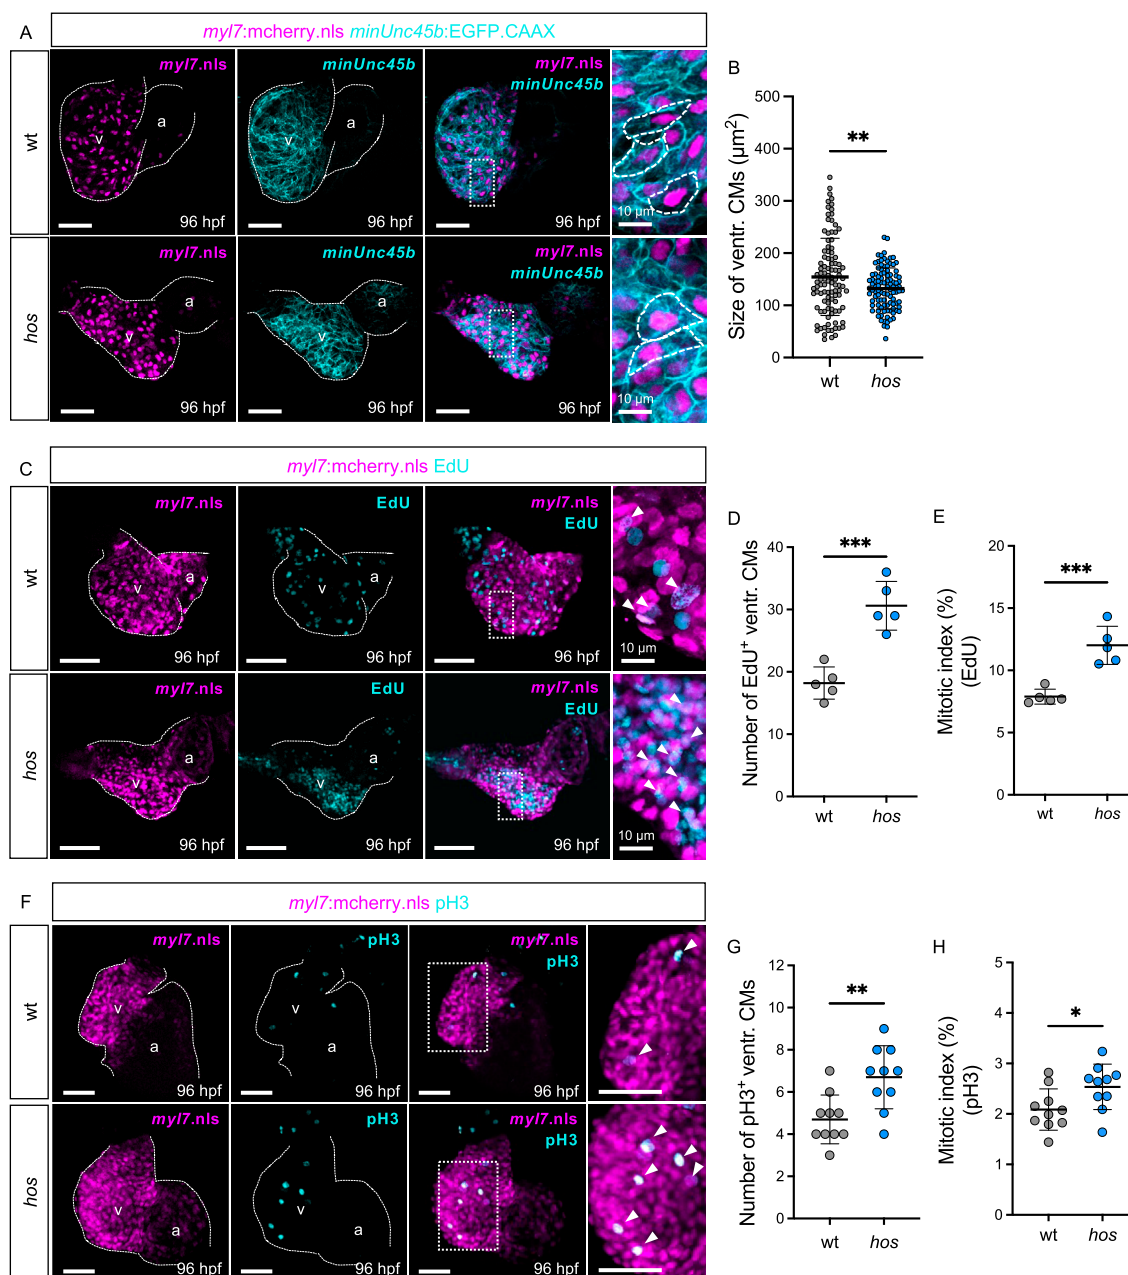 A
myl7:mcherry.nls minUnc45b:EGFP.CAAX
wt
myl7.nls
v
a
96 hpf
minUnc45b
v
a
96 hpf
myl7.nls
minUnc45b
96 hpf
10 µm
hos
myl7.nls
v
a
96 hpf
minUnc45b
v
a
96 hpf
myl7.nls
minUnc45b
96 hpf
10 µm
B
Size of ventr. CMs (µm²)
500
400
300
200
100
0
**
wt
hos
C
myl7:mcherry.nls EdU
wt
myl7.nls
v
a
96 hpf
EdU
v
a
96 hpf
myl7.nls
EdU
96 hpf
10 µm
hos
myl7.nls
v
a
96 hpf
EdU
v
a
96 hpf
myl7.nls
EdU
96 hpf
10 µm
D
Number of EdU⁺ ventr. CMs
40
30
20
10
0
***
wt
hos
E
Mitotic index (%)
(EdU)
20
15
10
5
0
***
wt
hos
F
myl7:mcherry.nls pH3
wt
myl7.nls
v
a
96 hpf
pH3
v
a
96 hpf
myl7.nls
pH3
96 hpf
hos
myl7.nls
v
a
96 hpf
pH3
v
a
96 hpf
myl7.nls
pH3
96 hpf
G
Number of pH3⁺ ventr. CMs
12
10
8
6
4
2
0
**
wt
hos
H
Mitotic index (%)
(pH3)
5
4
3
2
1
0
*
wt
hos